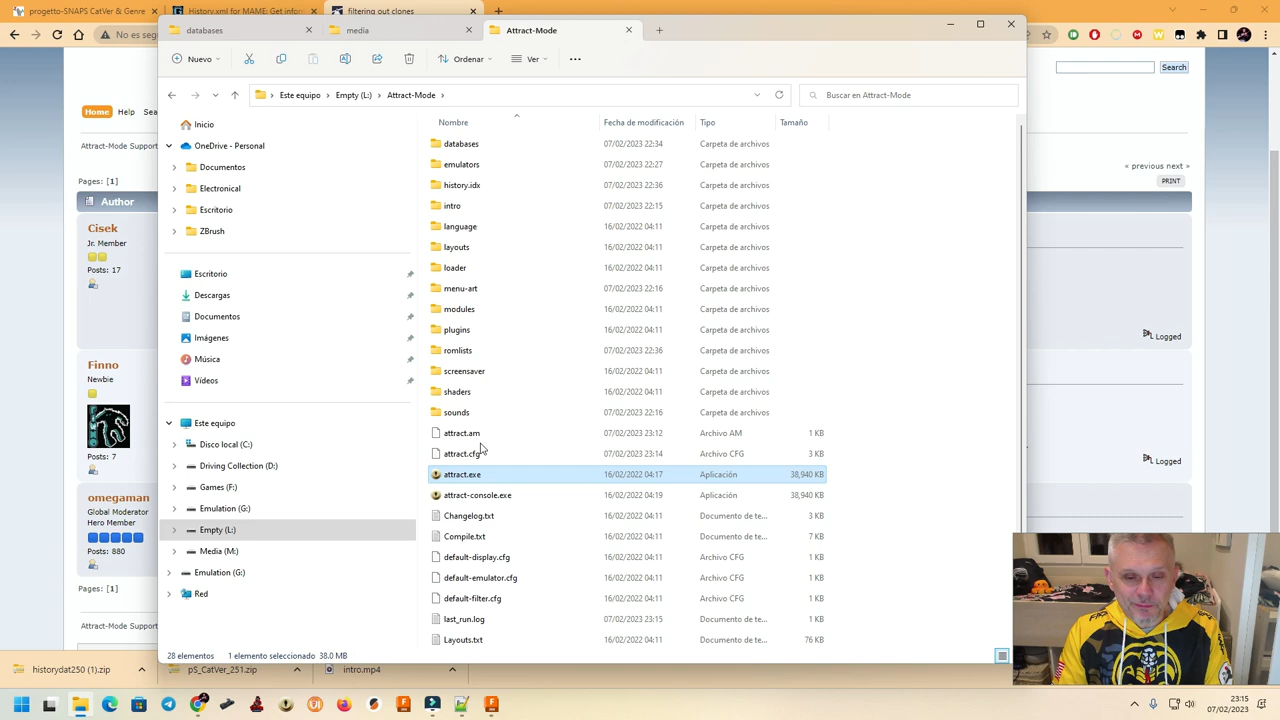 progetto-SNAPS CatVer & Genre
History.xml for MAME: Get equipo
filtering out clones
No es seguro
databases
media
Attract-Mode
Nuevo
Ordenar
Ver
Este equipo > Empty (L:) > Attract-Mode >
Buscar en Attract-Mode
Search
Home Help
Attract-Mode Support
« previous next »
Pages: [1]
PRINT
Author
Cisek
Jr. Member
Posts: 17
Logged
Finno
Newbie
Posts: 7
Logged
omegaman
Global Moderator
Hero Member
Posts: 880
Pages: [1]
Attract-Mode Support
Inicio
OneDrive - Personal
Documentos
Electronical
Escritorio
ZBrush
Escritorio
Descargas
Documentos
Imágenes
Música
Vídeos
Este equipo
Disco local (C:)
Driving Collection (D:)
Games (F:)
Emulation (G:)
Empty (L:)
Media (M:)
Emulation (G:)
Red
Nombre Fecha de modificación Tipo Tamaño
databases 07/02/2023 22:34 Carpeta de archivos
emulators 07/02/2023 22:27 Carpeta de archivos
history.idx 07/02/2023 22:36 Carpeta de archivos
intro 07/02/2023 22:15 Carpeta de archivos
language 16/02/2022 04:11 Carpeta de archivos
layouts 16/02/2022 04:11 Carpeta de archivos
loader 16/02/2022 04:11 Carpeta de archivos
menu-art 07/02/2023 22:16 Carpeta de archivos
modules 16/02/2022 04:11 Carpeta de archivos
plugins 16/02/2022 04:11 Carpeta de archivos
romlists 07/02/2023 22:36 Carpeta de archivos
screensaver 16/02/2022 04:11 Carpeta de archivos
shaders 16/02/2022 04:11 Carpeta de archivos
sounds 07/02/2023 22:16 Carpeta de archivos
attract.am 07/02/2023 23:12 Archivo AM 1 KB
attract.cfg 07/02/2023 23:14 Archivo CFG 3 KB
attract.exe 16/02/2022 04:17 Aplicación 38,940 KB
attract-console.exe 16/02/2022 04:19 Aplicación 38,940 KB
Changelog.txt 16/02/2022 04:11 Documento de te... 3 KB
Compile.txt 16/02/2022 04:11 Documento de te... 7 KB
default-display.cfg 16/02/2022 04:11 Archivo CFG 1 KB
default-emulator.cfg 16/02/2022 04:11 Archivo CFG 1 KB
default-filter.cfg 16/02/2022 04:11 Archivo CFG 1 KB
last_run.log 07/02/2023 23:15 Documento de te... 1 KB
Layouts.txt 16/02/2022 04:11 Documento de te... 76 KB
28 elementos 1 elemento seleccionado 38.0 MB
historydat250 (1).zip
pS_CatVer_251.zip
intro.mp4
23:15
07/02/2023